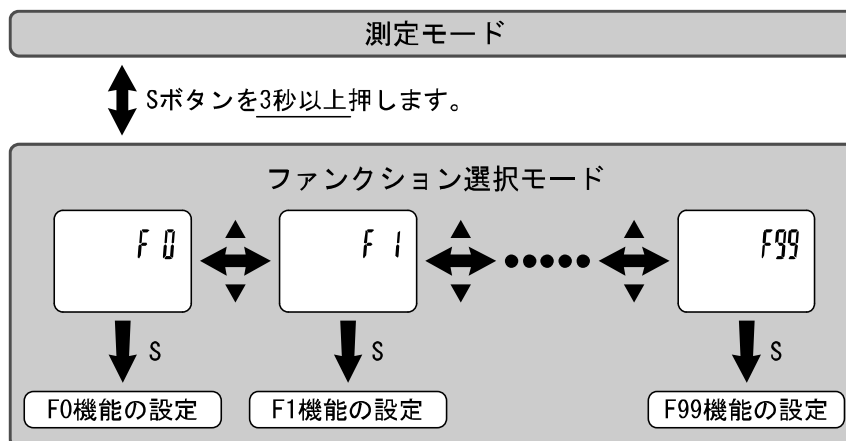 測定モード
Sボタンを3秒以上押します。
ファンクション選択モード
F 0
F 1
F99
S
S
S
F0機能の設定
F1機能の設定
F99機能の設定